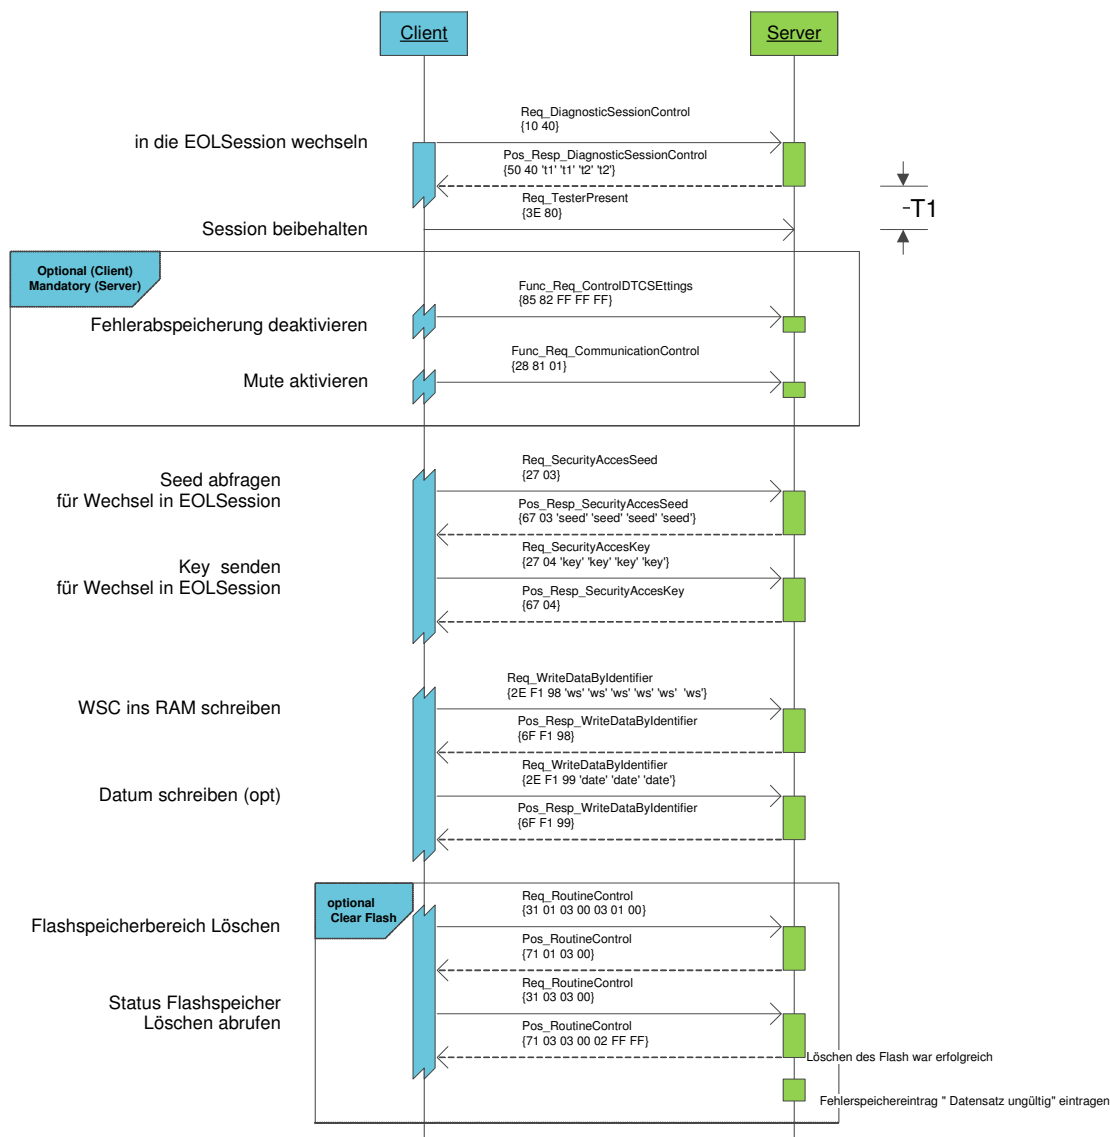 Client
Server
Req_DiagnosticSessionControl
{10 40}
in die EOLSession wechseln
Pos_Resp_DiagnosticSessionControl
{50 40 't1' 't1' 't2' 't2'}
Req_TesterPresent
{3E 80}
~T1
Session beibehalten
Optional (Client)
Mandatory (Server)
Func_Req_ControlDTCSEttings
{85 82 FF FF FF}
Fehlerabspeicherung deaktivieren
Func_Req_CommunicationControl
{28 81 01}
Mute aktivieren
Req_SecurityAccesSeed
{27 03}
Seed abfragen
für Wechsel in EOLSession
Pos_Resp_SecurityAccesSeed
{67 03 'seed' 'seed' 'seed' 'seed'}
Req_SecurityAccesKey
{27 04 'key' 'key' 'key' 'key'}
Key  senden
für Wechsel in EOLSession
Pos_Resp_SecurityAccesKey
{67 04}
Req_WriteDataByIdentifier
{2E F1 98 'ws' 'ws' 'ws' 'ws' 'ws'  'ws'}
WSC ins RAM schreiben
Pos_Resp_WriteDataByIdentifier
{6F F1 98}
Req_WriteDataByIdentifier
{2E F1 99 'date' 'date' 'date'}
Datum schreiben (opt)
Pos_Resp_WriteDataByIdentifier
{6F F1 99}
optional
Clear Flash
Req_RoutineControl
{31 01 03 00 03 01 00}
Flashspeicherbereich Löschen
Pos_RoutineControl
{71 01 03 00}
Req_RoutineControl
{31 03 03 00}
Status Flashspeicher
Löschen abrufen
Pos_RoutineControl
{71 03 03 00 02 FF FF}
Löschen des Flash war erfolgreich
Fehlerspeichereintrag " Datensatz ungültig" eintragen